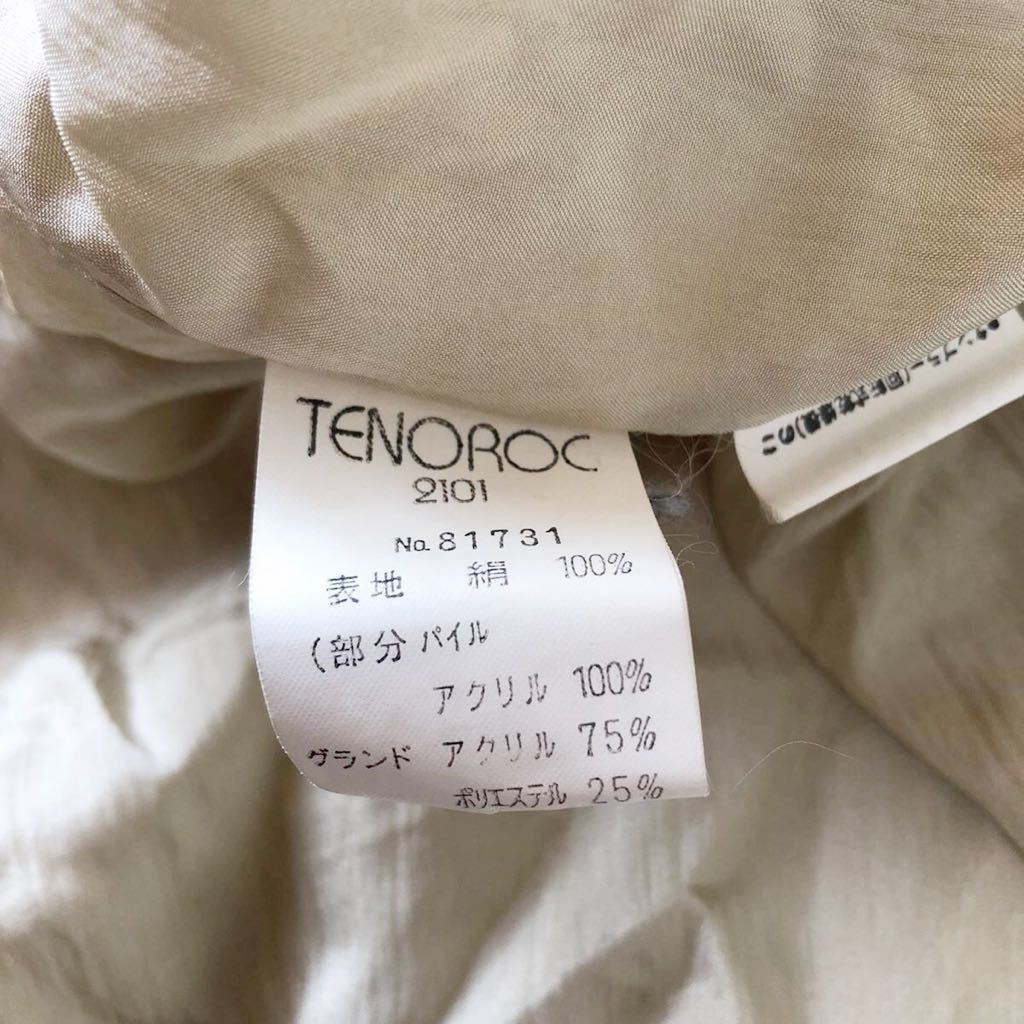 TENOROC
2101
No. 81731
表地 絹 100%
(部分 パイル
アクリル 100%
グランド アクリル 75%
ポリエステル 25%